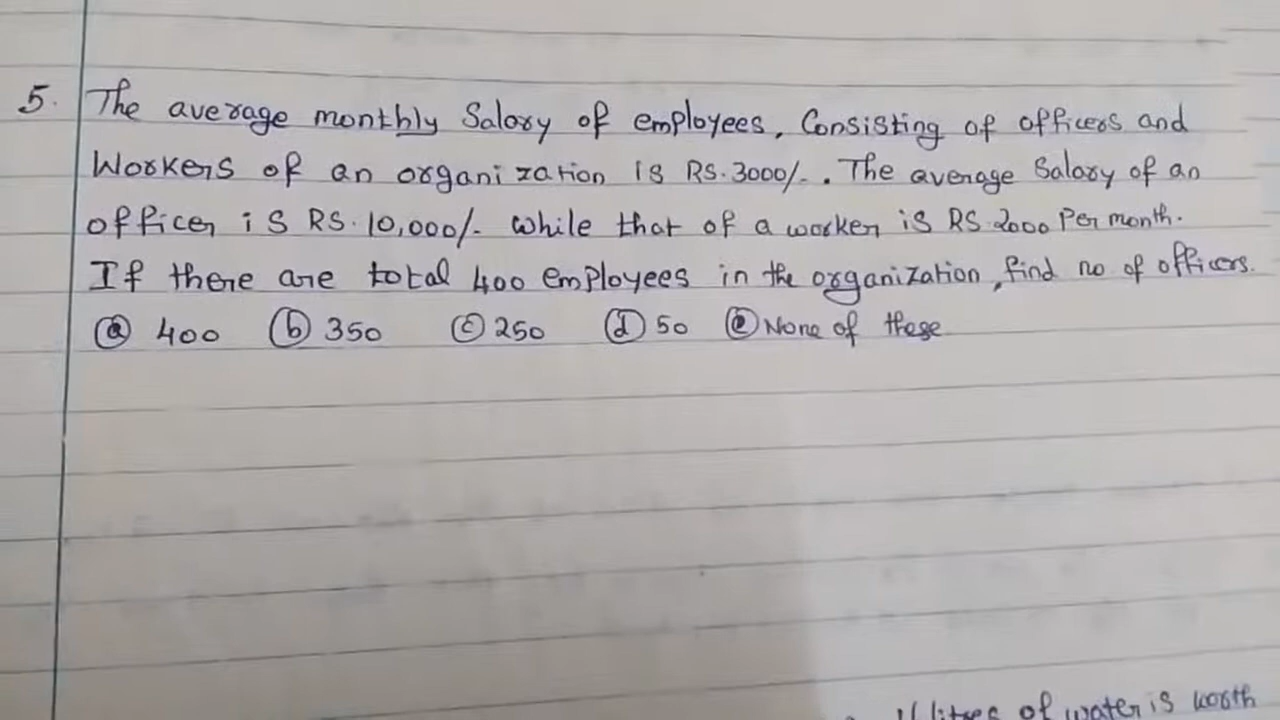 5. The average monthly Salary of employees, Consisting of officers and
Workers of an organization is RS.3000/-. The average Salary of an
officer is RS.10,000/- while that of a worker is RS.2000 Per month.
If there are total 400 employees in the organization, find no of officers.
(a) 400 (b) 350 (c) 250 (d) 50 (e) None of these
litres of water is worth